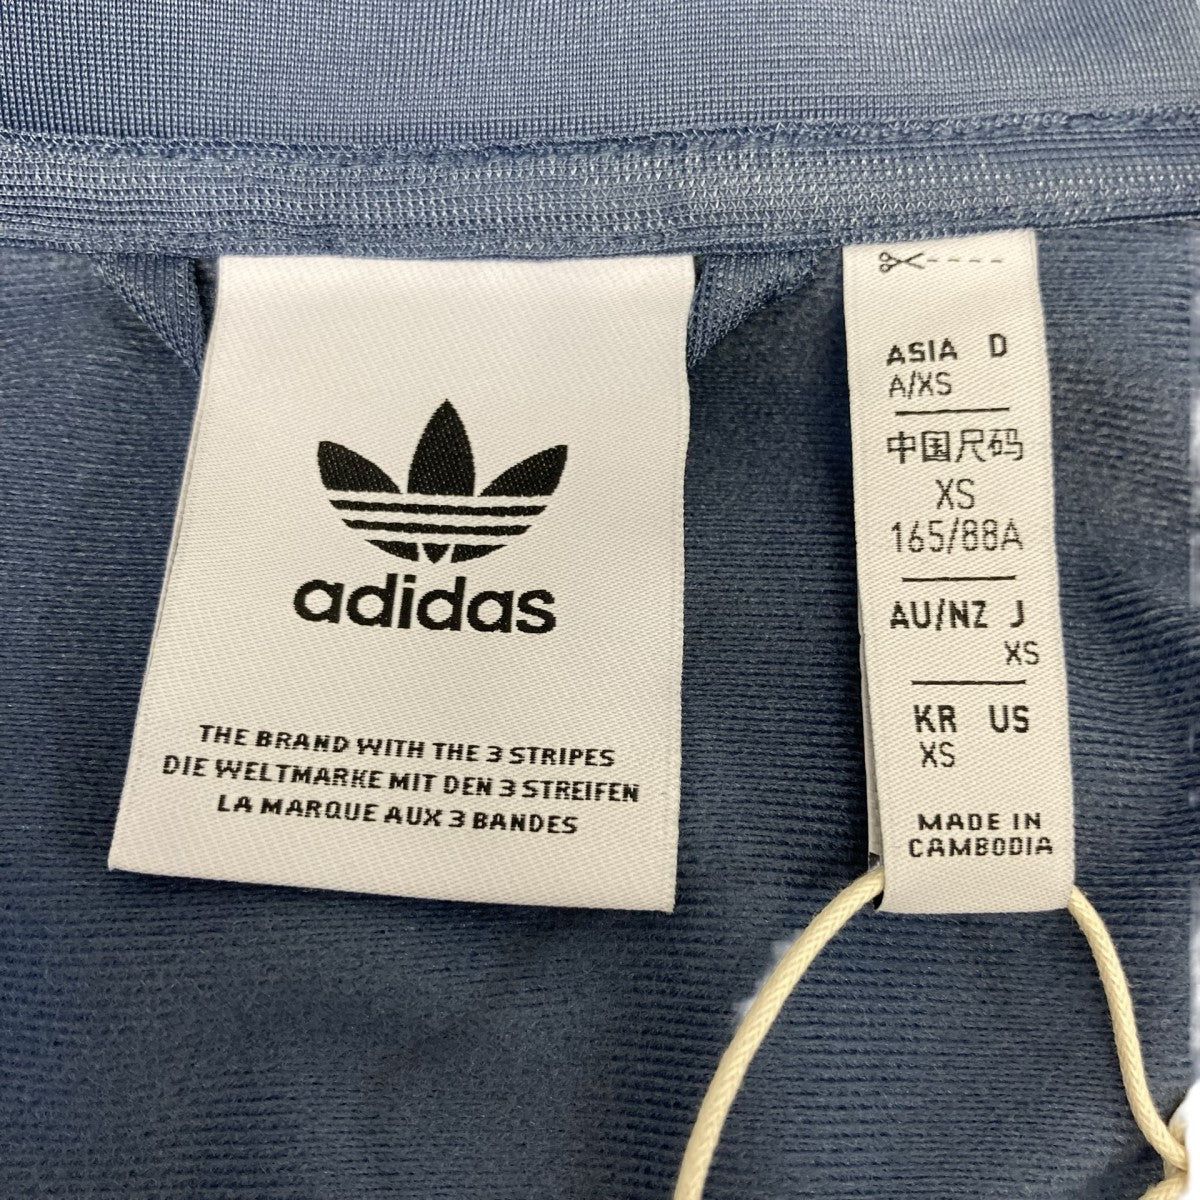 adidas
THE BRAND WITH THE 3 STRIPES
DIE WELTMARKE MIT DEN 3 STREIFEN
LA MARQUE AUX 3 BANDES
ASIA D
A/XS
中国尺码
XS
165/88A
AU/NZ J
XS
KR US
XS
MADE IN
CAMBODIA